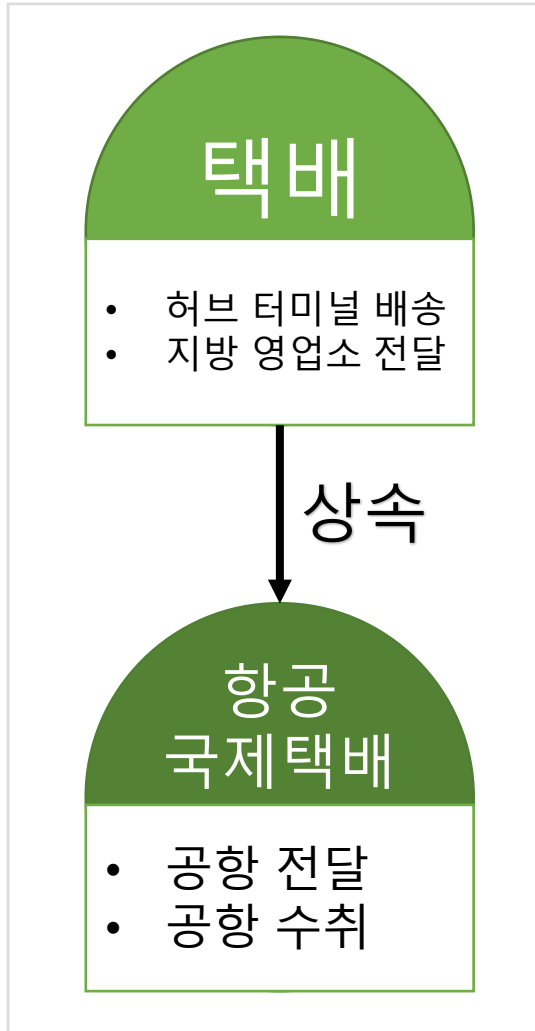 택배
• 허브 터미널 배송
• 지방 영업소 전달
상속
항공
국제택배
• 공항 전달
• 공항 수취